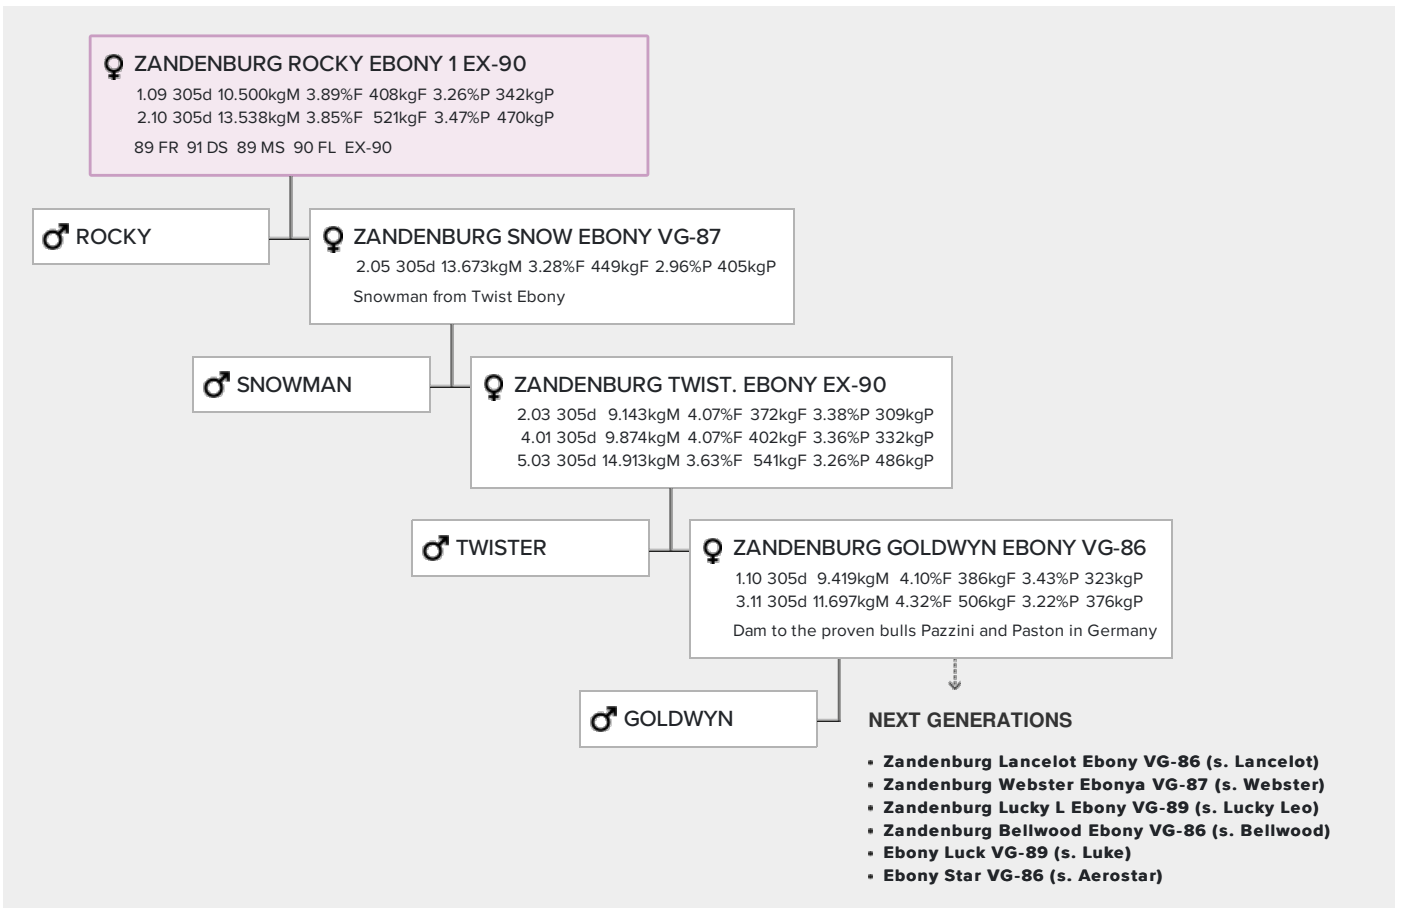 ZANDENBURG ROCKY EBONY 1 EX-90
1.09 305d 10.500kgM 3.89%F 408kgF 3.26%P 342kgP
2.10 305d 13.538kgM 3.85%F 521kgF 3.47%P 470kgP
89 FR 91 DS 89 MS 90 FL EX-90
ROCKY
ZANDENBURG SNOW EBONY VG-87
2.05 305d 13.673kgM 3.28%F 449kgF 2.96%P 405kgP
Snowman from Twist Ebony
SNOWMAN
ZANDENBURG TWIST. EBONY EX-90
2.03 305d 9.143kgM 4.07%F 372kgF 3.38%P 309kgP
4.01 305d 9.874kgM 4.07%F 402kgF 3.36%P 332kgP
5.03 305d 14.913kgM 3.63%F 541kgF 3.26%P 486kgP
TWISTER
ZANDENBURG GOLDWYN EBONY VG-86
1.10 305d 9.419kgM 4.10%F 386kgF 3.43%P 323kgP
3.11 305d 11.697kgM 4.32%F 506kgF 3.22%P 376kgP
Dam to the proven bulls Pazzini and Paston in Germany
GOLDWYN
NEXT GENERATIONS
• Zandenburg Lancelot Ebony VG-86 (s. Lancelot)
• Zandenburg Webster Ebonya VG-87 (s. Webster)
• Zandenburg Lucky L Ebony VG-89 (s. Lucky Leo)
• Zandenburg Bellwood Ebony VG-86 (s. Bellwood)
• Ebony Luck VG-89 (s. Luke)
• Ebony Star VG-86 (s. Aerostar)